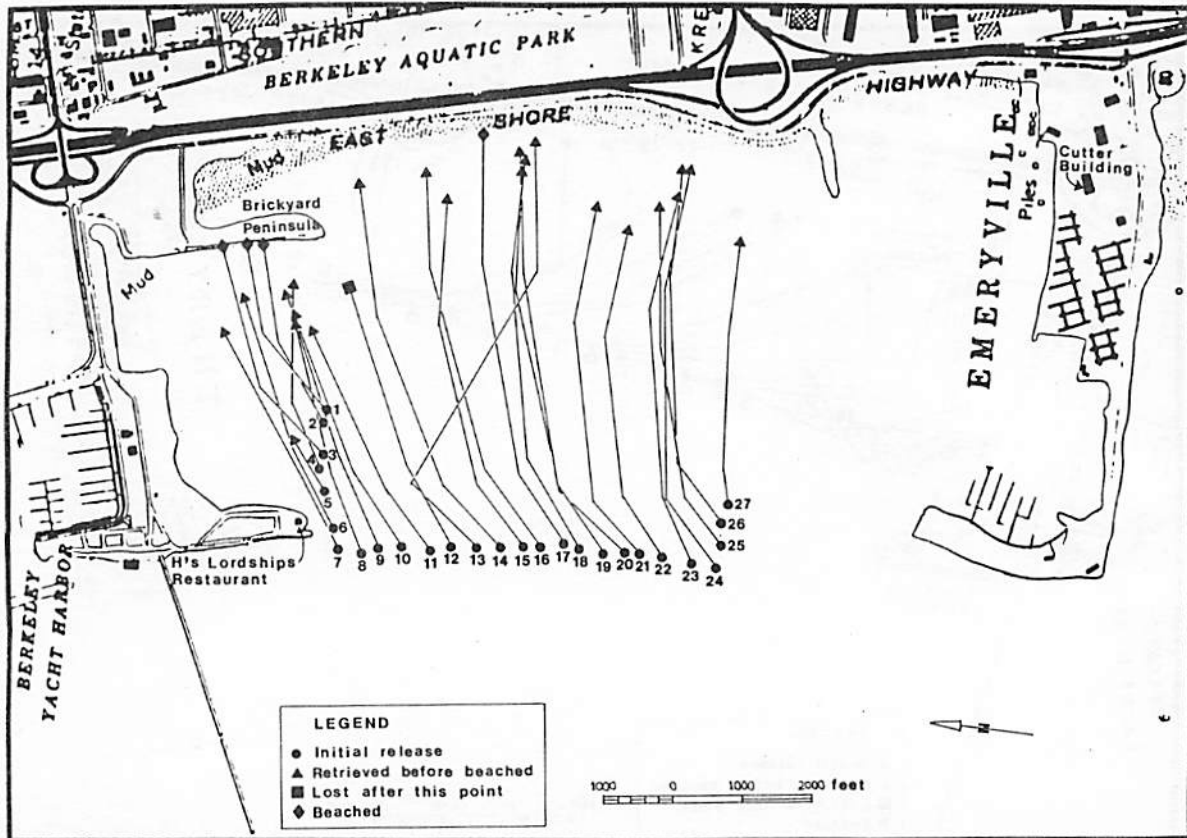 THERN
BERKELEY AQUATIC PARK
KRE
HIGHWAY
EAST SHORE
Mud
Brickyard
Peninsula
Mud
EMERYVILLE
Cutter
Building
Piles
1
2
3
4
5
6
7
8
9
10
11
12
13
14
15
16
17
18
19
20
21
22
23
24
25
26
27
H's Lordships
Restaurant
BERKELEY
YACHT HARBOR
N
LEGEND
Initial release
Retrieved before beached
Lost after this point
Beached
1000 0 1000 2000 feet